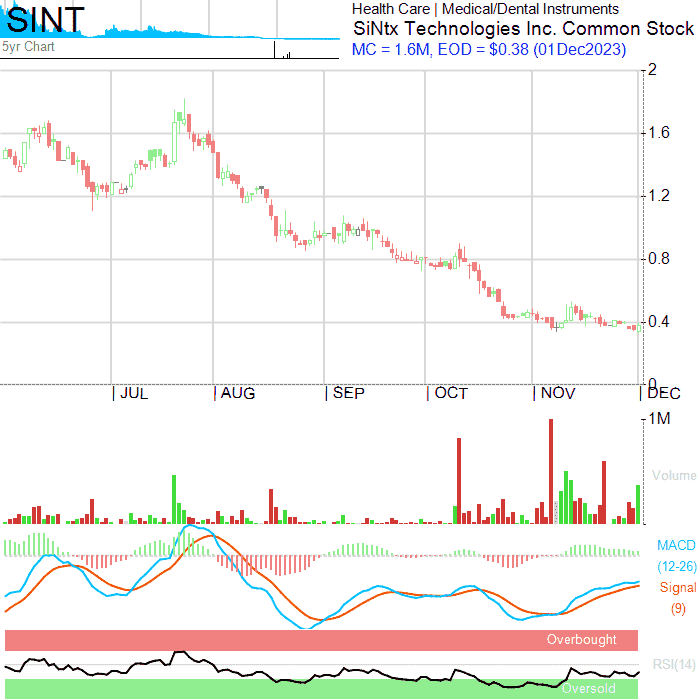 SINT
5yr Chart
Health Care | Medical/Dental Instruments
SiNtx Technologies Inc. Common Stock
MC = 1.6M, EOD = $0.38 (01Dec2023)
2
1.6
1.2
0.8
0.4
0
JUL
AUG
SEP
OCT
NOV
DEC
1M
Volume
MACD
(12-26)
Signal
(9)
Overbought
RSI(14)
Oversold